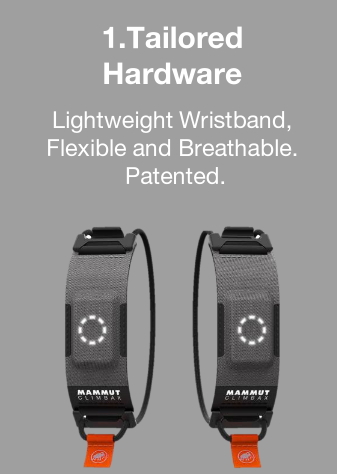 1.Tailored
Hardware
Lightweight Wristband,
Flexible and Breathable.
Patented.
MAMMUT
CLIMBAX
MAMMUT
CLIMBAX